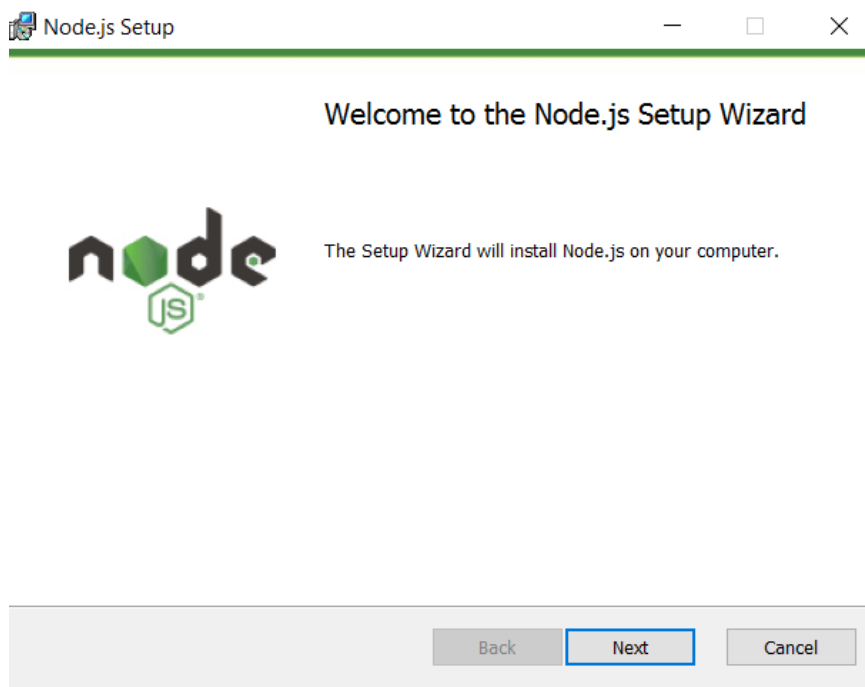 Node.js Setup
Welcome to the Node.js Setup Wizard
node
JS®
The Setup Wizard will install Node.js on your computer.
Back
Next
Cancel